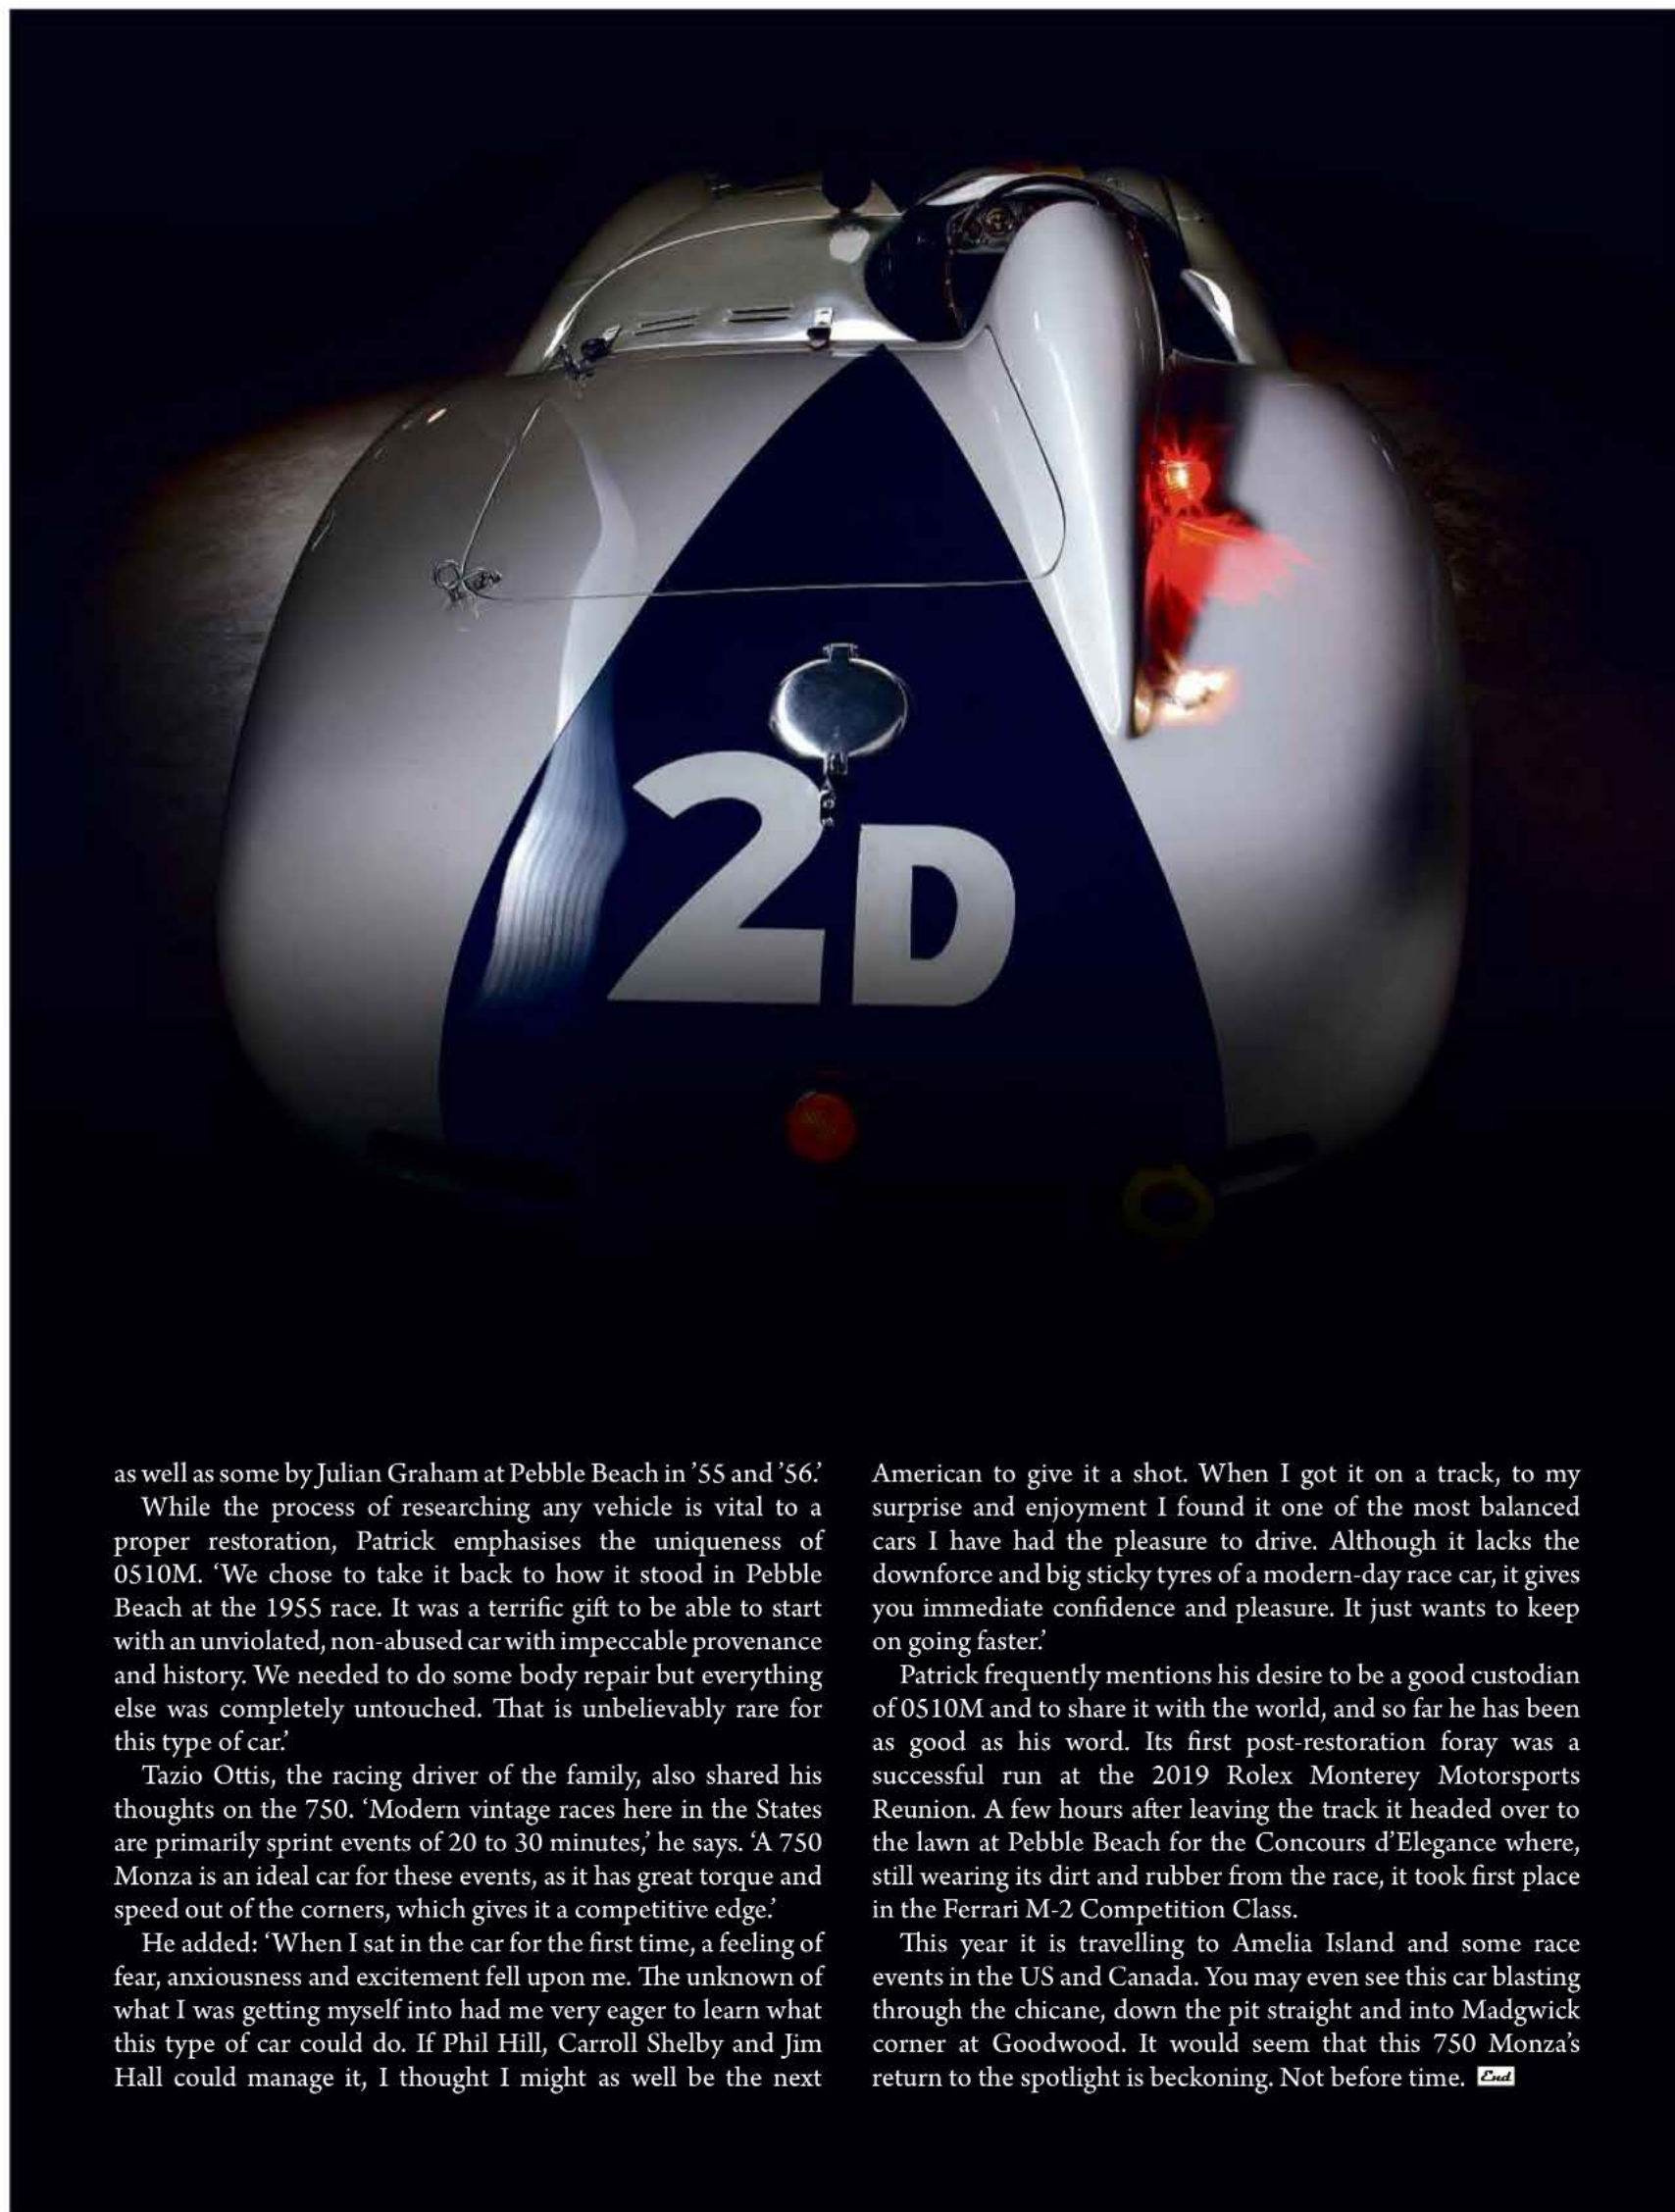 2D
as well as some by Julian Graham at Pebble Beach in ’55 and ’56.’
While the process of researching any vehicle is vital to a
proper restoration, Patrick emphasises the uniqueness of
0510M. ‘We chose to take it back to how it stood in Pebble
Beach at the 1955 race. It was a terrific gift to be able to start
with an unviolated, non-abused car with impeccable provenance
and history. We needed to do some body repair but everything
else was completely untouched. That is unbelievably rare for
this type of car.’
Tazio Ottis, the racing driver of the family, also shared his
thoughts on the 750. ‘Modern vintage races here in the States
are primarily sprint events of 20 to 30 minutes,’ he says. ‘A 750
Monza is an ideal car for these events, as it has great torque and
speed out of the corners, which gives it a competitive edge.’
He added: ‘When I sat in the car for the first time, a feeling of
fear, anxiousness and excitement fell upon me. The unknown of
what I was getting myself into had me very eager to learn what
this type of car could do. If Phil Hill, Carroll Shelby and Jim
Hall could manage it, I thought I might as well be the next
American to give it a shot. When I got it on a track, to my
surprise and enjoyment I found it one of the most balanced
cars I have had the pleasure to drive. Although it lacks the
downforce and big sticky tyres of a modern-day race car, it gives
you immediate confidence and pleasure. It just wants to keep
on going faster.’
Patrick frequently mentions his desire to be a good custodian
of 0510M and to share it with the world, and so far he has been
as good as his word. Its first post-restoration foray was a
successful run at the 2019 Rolex Monterey Motorsports
Reunion. A few hours after leaving the track it headed over to
the lawn at Pebble Beach for the Concours d’Elegance where,
still wearing its dirt and rubber from the race, it took first place
in the Ferrari M-2 Competition Class.
This year it is travelling to Amelia Island and some race
events in the US and Canada. You may even see this car blasting
through the chicane, down the pit straight and into Madgwick
corner at Goodwood. It would seem that this 750 Monza’s
return to the spotlight is beckoning. Not before time. End